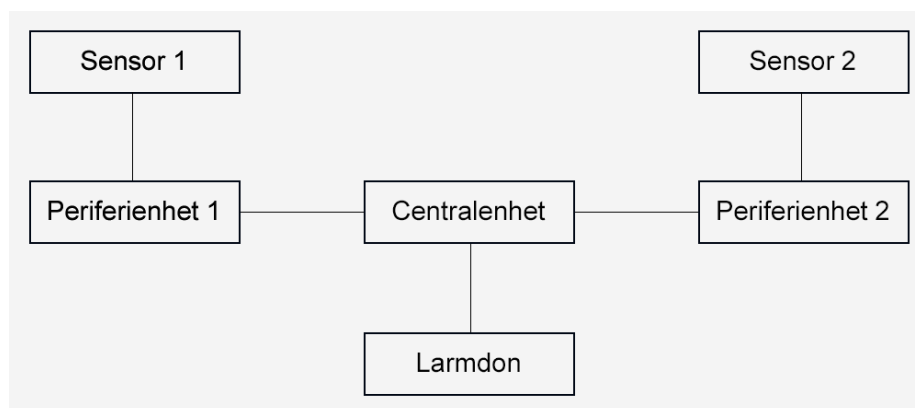 Sensor 1
Sensor 2
Periferienhet 1
Centralenhet
Periferienhet 2
Larmdon